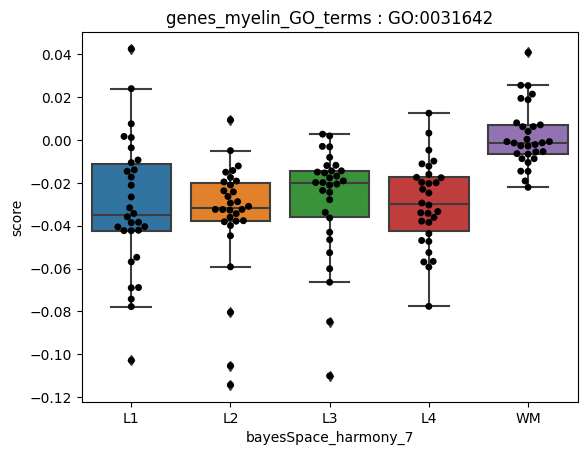 genes_myelin_GO_terms : GO:0031642
0.04
0.02
0.00
−0.02
−0.04
−0.06
−0.08
−0.10
−0.12
score
L1 L2 L3 L4 WM
bayesSpace_harmony_7